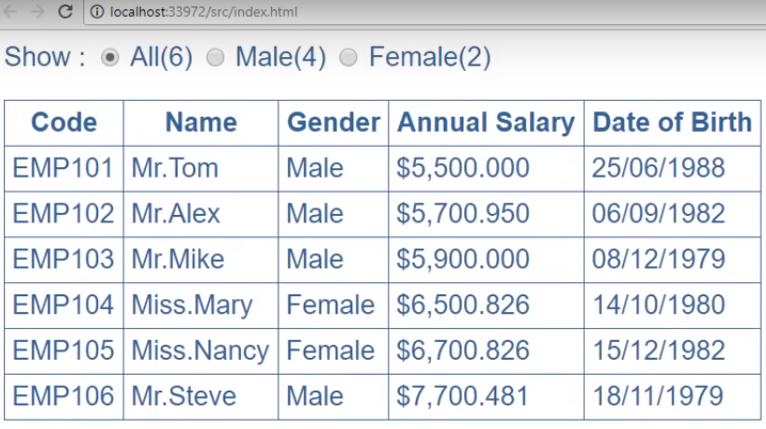 localhost:33972/src/index.html
Show : All(6) Male(4) Female(2)
Code Name Gender Annual Salary Date of Birth
EMP101 Mr.Tom Male $5,500.000 25/06/1988
EMP102 Mr.Alex Male $5,700.950 06/09/1982
EMP103 Mr.Mike Male $5,900.000 08/12/1979
EMP104 Miss.Mary Female $6,500.826 14/10/1980
EMP105 Miss.Nancy Female $6,700.826 15/12/1982
EMP106 Mr.Steve Male $7,700.481 18/11/1979